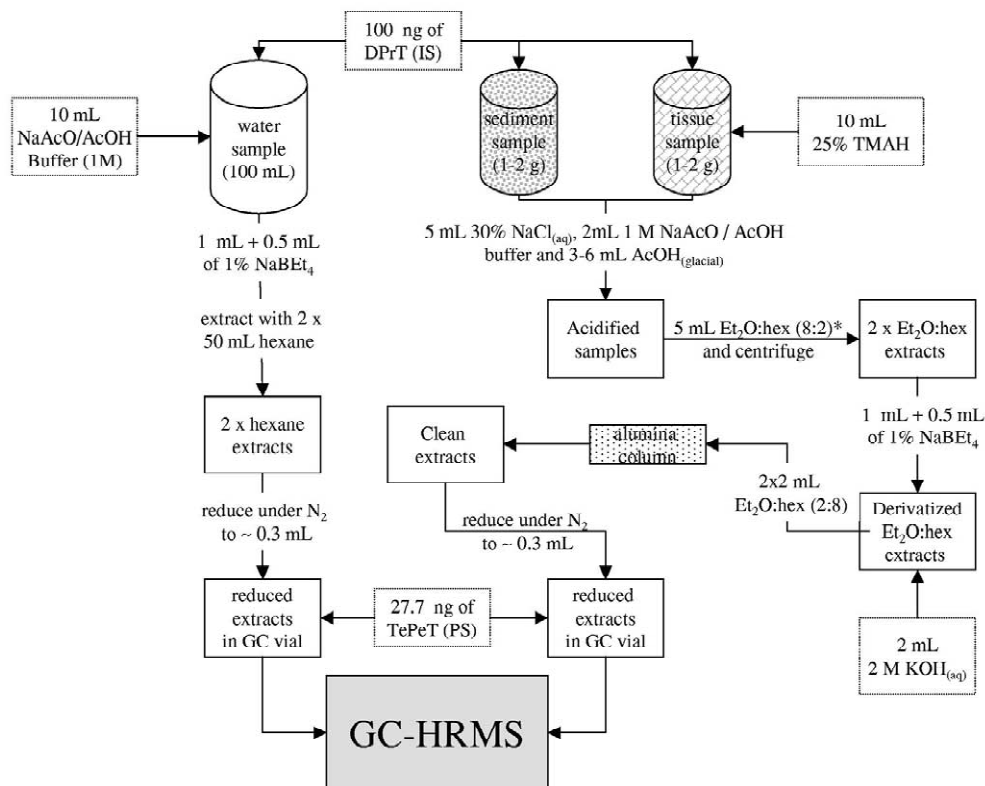 100 ng of
DPrT (IS)
10 mL
NaAcO/AcOH
Buffer (1M)
water
sample
(100 mL)
sediment
sample
(1-2 g)
tissue
sample
(1-2 g)
10 mL
25% TMAH
1 mL + 0.5 mL
of 1% NaBEt₄
extract with 2 x
50 mL hexane
5 mL 30% NaCl₍aq₎, 2mL 1 M NaAcO / AcOH
buffer and 3-6 mL AcOH₍glacial₎
Acidified
samples
5 mL Et₂O:hex (8:2)*
and centrifuge
2 x Et₂O:hex
extracts
2 x hexane
extracts
Clean
extracts
alumina
column
1 mL + 0.5 mL
of 1% NaBEt₄
2x2 mL
Et₂O:hex (2:8)
Derivatized
Et₂O:hex
extracts
reduce under N₂
to ~ 0.3 mL
reduce under N₂
to ~ 0.3 mL
reduced
extracts
in GC vial
27.7 ng of
TePeT (PS)
reduced
extracts
in GC vial
2 mL
2 M KOH₍aq₎
GC-HRMS